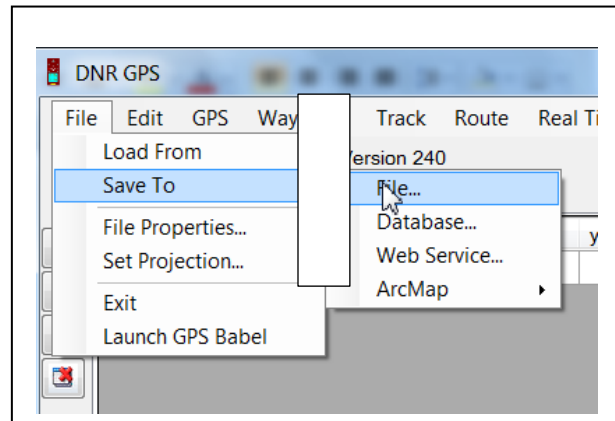 DNR GPS
File Edit GPS Way Track Route Real Ti
ersion 240
Load From
Save To
File Properties...
Set Projection...
Exit
Launch GPS Babel
File...
Database...
Web Service...
ArcMap
y